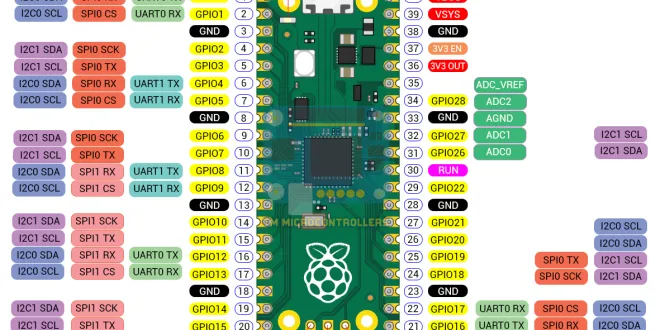 39 VSYS
I2C0 SCL SPI0 CS UART0 RX GPIO1 2
GND 3 38 GND
I2C1 SDA SPI0 SCK GPIO2 4 37 3V3 EN
I2C1 SCL SPI0 TX GPIO3 5 36 3V3 OUT
I2C0 SDA SPI0 RX UART1 TX GPIO4 6 35 ADC_VREF
I2C0 SCL SPI0 CS UART1 RX GPIO5 7 34 GPIO28 ADC2
GND 8 33 GND AGND
I2C1 SDA SPI0 SCK GPIO6 9 32 GPIO27 ADC1 I2C1 SCL
I2C1 SCL SPI0 TX GPIO7 10 31 GPIO26 ADC0 I2C1 SDA
I2C0 SDA SPI1 RX UART1 TX GPIO8 11 30 RUN
I2C0 SCL SPI1 CS UART1 RX GPIO9 12 29 GPIO22
GND 13 28 GND
I2C1 SDA SPI1 SCK GPIO10 14 MICROCONTROLLERS 27 GPIO21 I2C0 SCL
I2C1 SCL SPI1 TX GPIO11 15 26 GPIO20 I2C0 SDA
I2C0 SDA SPI1 RX UART0 TX GPIO12 16 25 GPIO19 SPI0 TX I2C1 SCL
I2C0 SCL SPI1 CS UART0 RX GPIO13 17 24 GPIO18 SPI0 SCK I2C1 SDA
GND 18 23 GND
I2C1 SDA SPI1 SCK GPIO14 19 22 GPIO17 UART0 RX SPI0 CS I2C0 SCL
I2C1 SCL SPI1 TX GPIO15 20 21 GPIO16 UART0 TX SPI0 RX I2C0 SDA